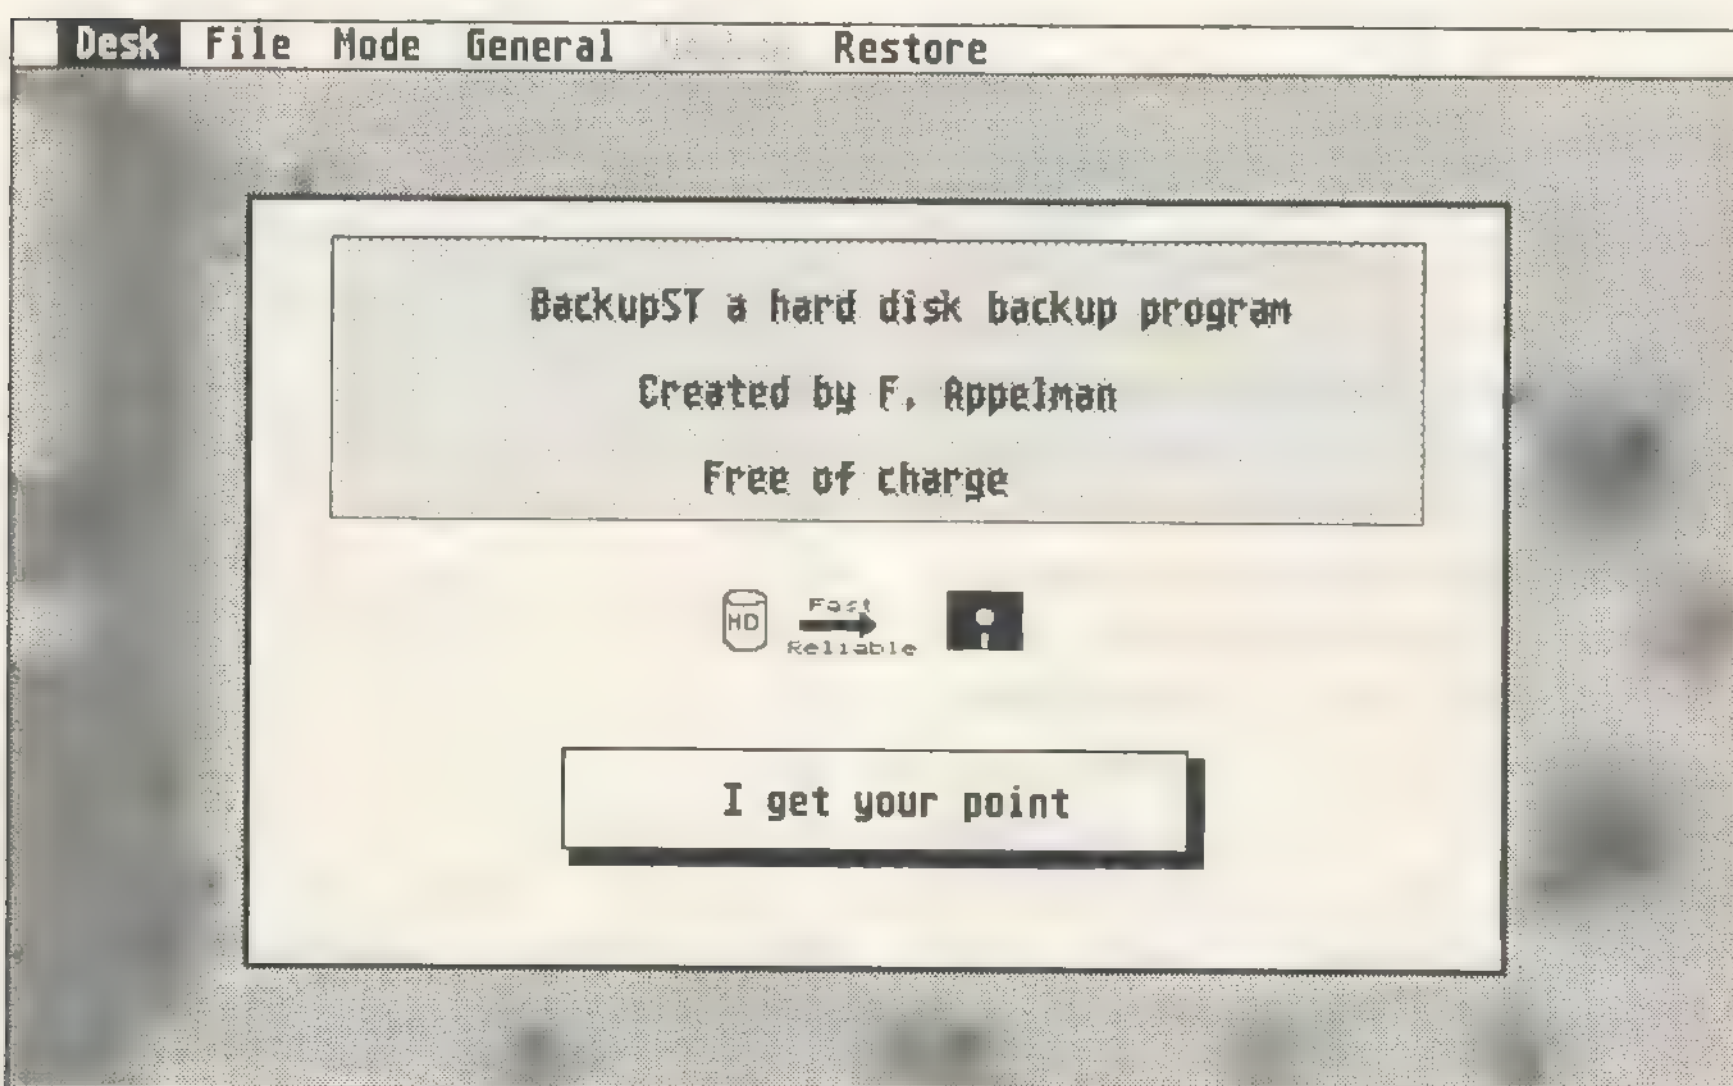 Desk File Mode General Restore
BackupST a hard disk backup program
Created by F. Appelman
Free of charge
HD
Fast
Reliable
I get your point